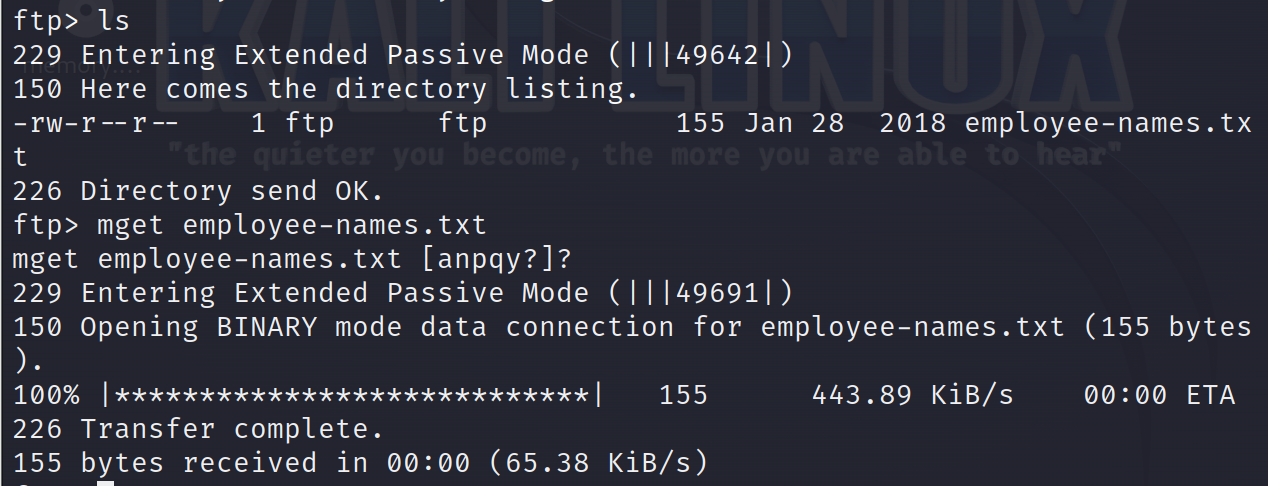 ftp> ls
229 Entering Extended Passive Mode (|||49642|)
150 Here comes the directory listing.
-rw-r--r--    1 ftp      ftp           155 Jan 28  2018 employee-names.tx
t
226 Directory send OK.
ftp> mget employee-names.txt
mget employee-names.txt [anpqy?]?
229 Entering Extended Passive Mode (|||49691|)
150 Opening BINARY mode data connection for employee-names.txt (155 bytes
).
100% |****************************|   155      443.89 KiB/s    00:00 ETA
226 Transfer complete.
155 bytes received in 00:00 (65.38 KiB/s)
KALI LINUX
"the quieter you become, the more you are able to hear"